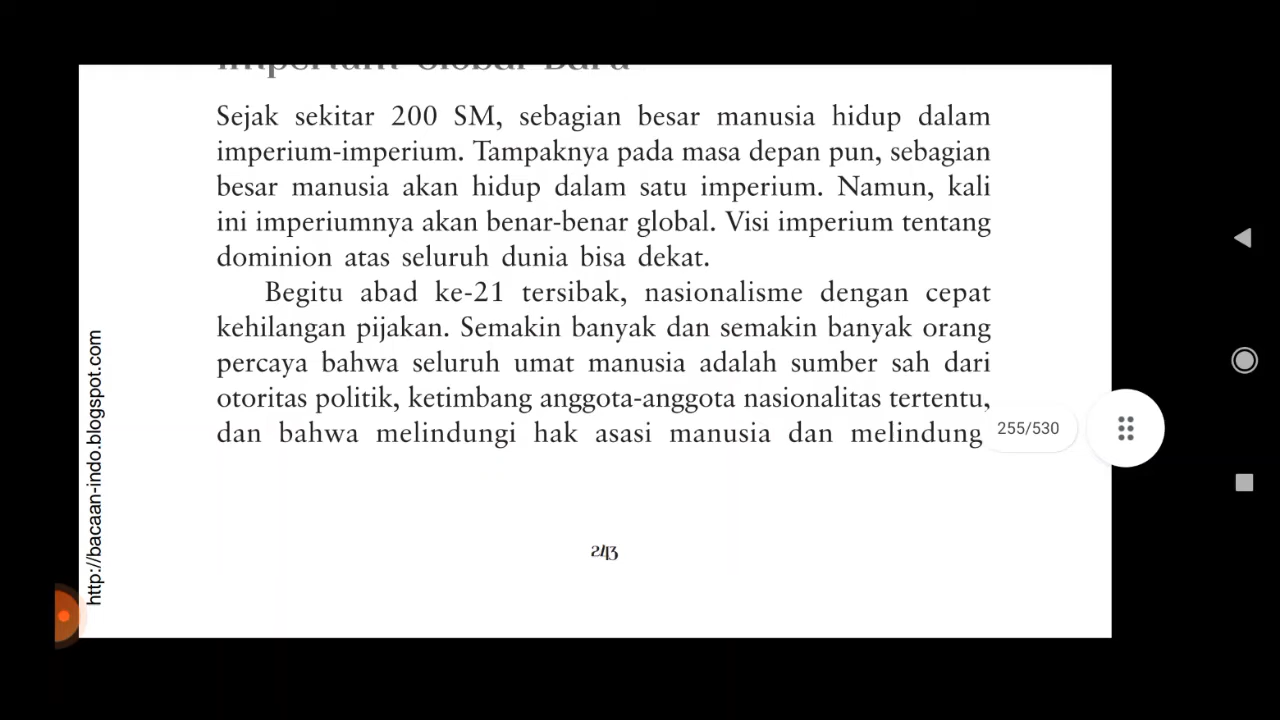 Imperium Global Baru
Sejak sekitar 200 SM, sebagian besar manusia hidup dalam
imperium-imperium. Tampaknya pada masa depan pun, sebagian
besar manusia akan hidup dalam satu imperium. Namun, kali
ini imperiumnya akan benar-benar global. Visi imperium tentang
dominion atas seluruh dunia bisa dekat.
Begitu abad ke-21 tersibak, nasionalisme dengan cepat
kehilangan pijakan. Semakin banyak dan semakin banyak orang
percaya bahwa seluruh umat manusia adalah sumber sah dari
otoritas politik, ketimbang anggota-anggota nasionalitas tertentu,
dan bahwa melindungi hak asasi manusia dan melindung
255/530
243
http://bacaan-indo.blogspot.com